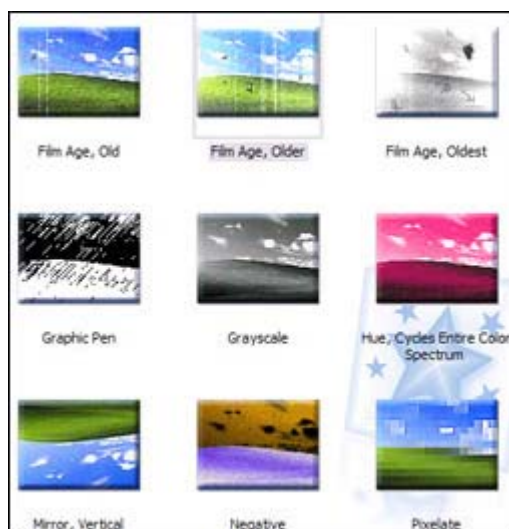 Film Age, Old
Film Age, Older
Film Age, Oldest
Graphic Pen
Grayscale
Hue, Cycles Entire Color
Spectrum
Mirror, Vertical
Negative
Pixelate